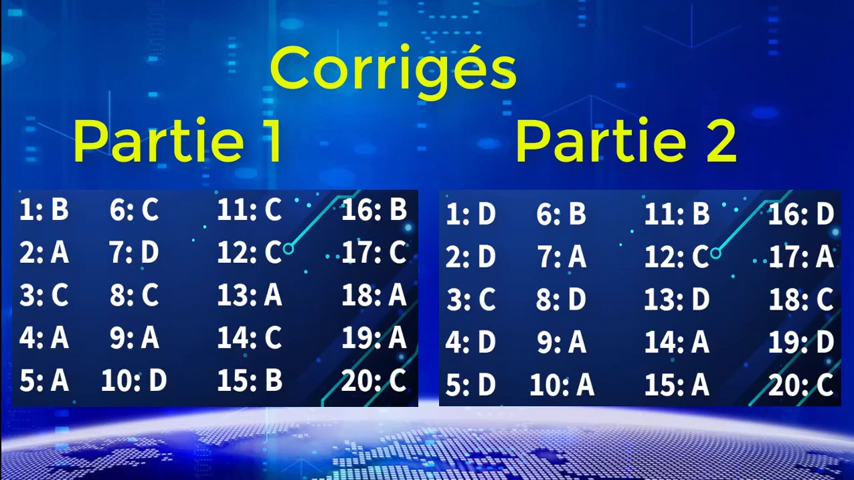 Corrigés
Partie 1
1: B 6: C 11: C 16: B
2: A 7: D 12: C 17: C
3: C 8: C 13: A 18: A
4: A 9: A 14: C 19: A
5: A 10: D 15: B 20: C
Partie 2
1: D 6: B 11: B 16: D
2: D 7: A 12: C 17: A
3: C 8: D 13: D 18: C
4: D 9: A 14: A 19: D
5: D 10: A 15: A 20: C